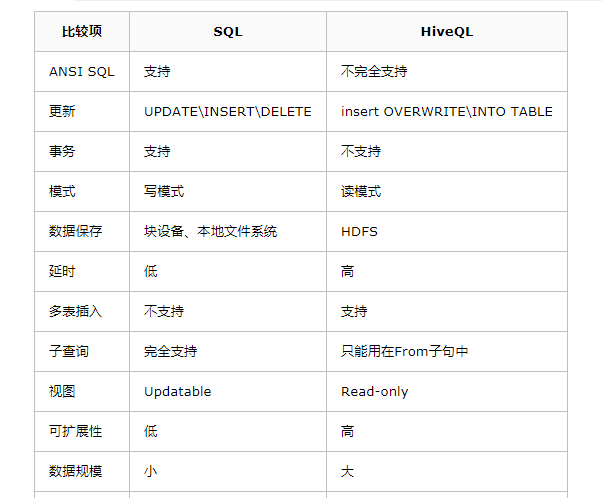 比较项 SQL HiveQL
ANSI SQL 支持 不完全支持
更新 UPDATE\INSERT\DELETE insert OVERWRITE\INTO TABLE
事务 支持 不支持
模式 写模式 读模式
数据保存 块设备、本地文件系统 HDFS
延时 低 高
多表插入 不支持 支持
子查询 完全支持 只能用在From子句中
视图 Updatable Read-only
可扩展性 低 高
数据规模 小 大